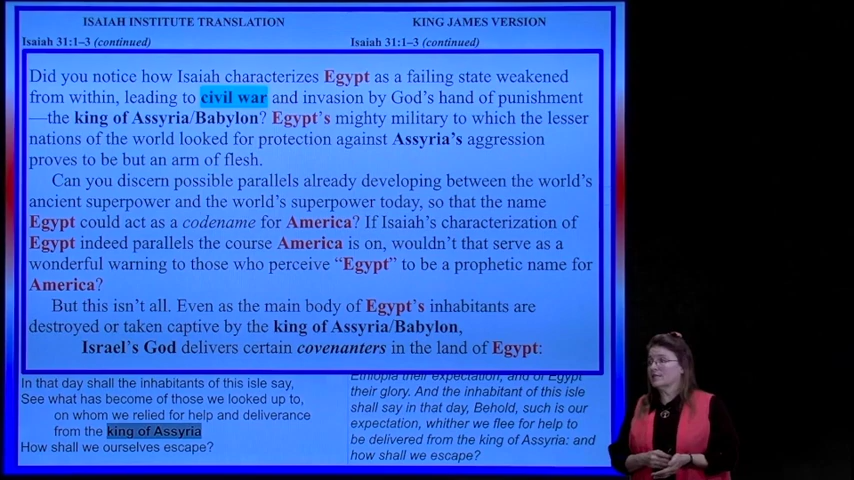 ISAIAH INSTITUTE TRANSLATION
KING JAMES VERSION
Isaiah 31:1–3 (continued)
Isaiah 31:1–3 (continued)
Did you notice how Isaiah characterizes Egypt as a failing state weakened
from within, leading to civil war and invasion by God's hand of punishment
—the king of Assyria/Babylon? Egypt's mighty military to which the lesser
nations of the world looked for protection against Assyria's aggression
proves to be but an arm of flesh.
Can you discern possible parallels already developing between the world's
ancient superpower and the world's superpower today, so that the name
Egypt could act as a codename for America? If Isaiah's characterization of
Egypt indeed parallels the course America is on, wouldn't that serve as a
wonderful warning to those who perceive “Egypt” to be a prophetic name for
America?
But this isn't all. Even as the main body of Egypt's inhabitants are
destroyed or taken captive by the king of Assyria/Babylon,
Israel's God delivers certain covenanters in the land of Egypt:
In that day shall the inhabitants of this isle say,
See what has become of those we looked up to,
on whom we relied for help and deliverance
from the king of Assyria
How shall we ourselves escape?
Ethiopia their expectation, and of Egypt
their glory. And the inhabitant of this isle
shall say in that day, Behold, such is our
expectation, whither we flee for help to
be delivered from the king of Assyria: and
how shall we escape?